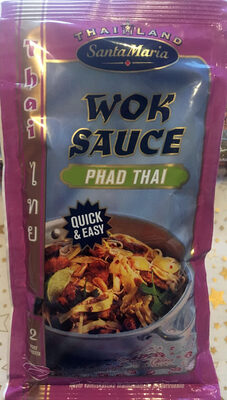 THAILAND
Santa Maria
WOK
SAUCE
PHAD THAI
QUICK
& EASY
thai ไทย
2